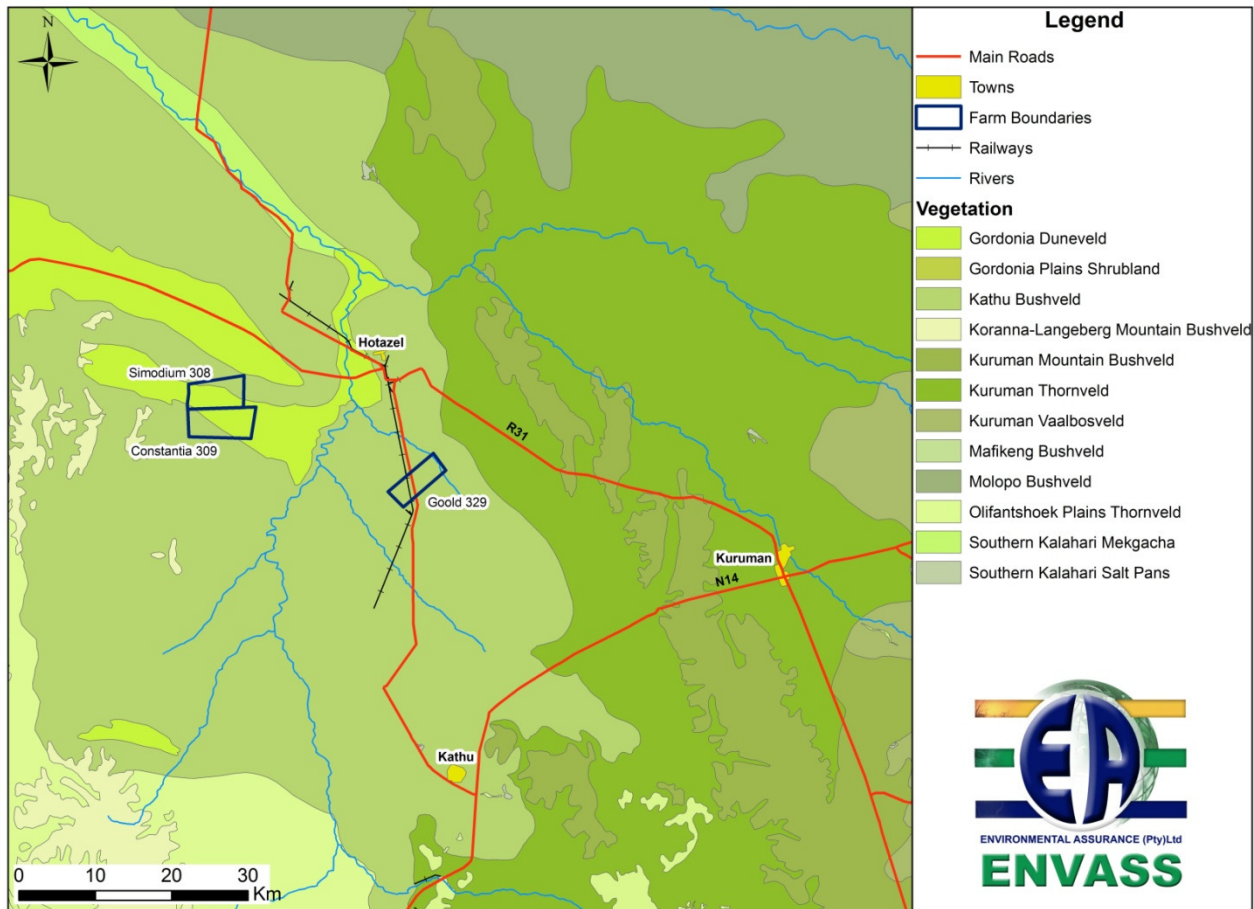 N
Hotazel
Simodium 308
Constantia 309
R31
Goold 329
Kuruman
N14
Kathu
0 10 20 30
Km
Legend
Main Roads
Towns
Farm Boundaries
Railways
Rivers
Vegetation
Gordonia Duneveld
Gordonia Plains Shrubland
Kathu Bushveld
Koranna-Langeberg Mountain Bushveld
Kuruman Mountain Bushveld
Kuruman Thornveld
Kuruman Vaalbosveld
Mafikeng Bushveld
Molopo Bushveld
Olifantshoek Plains Thornveld
Southern Kalahari Mekgacha
Southern Kalahari Salt Pans
EA
ENVIRONMENTAL ASSURANCE (Pty)Ltd
ENVASS